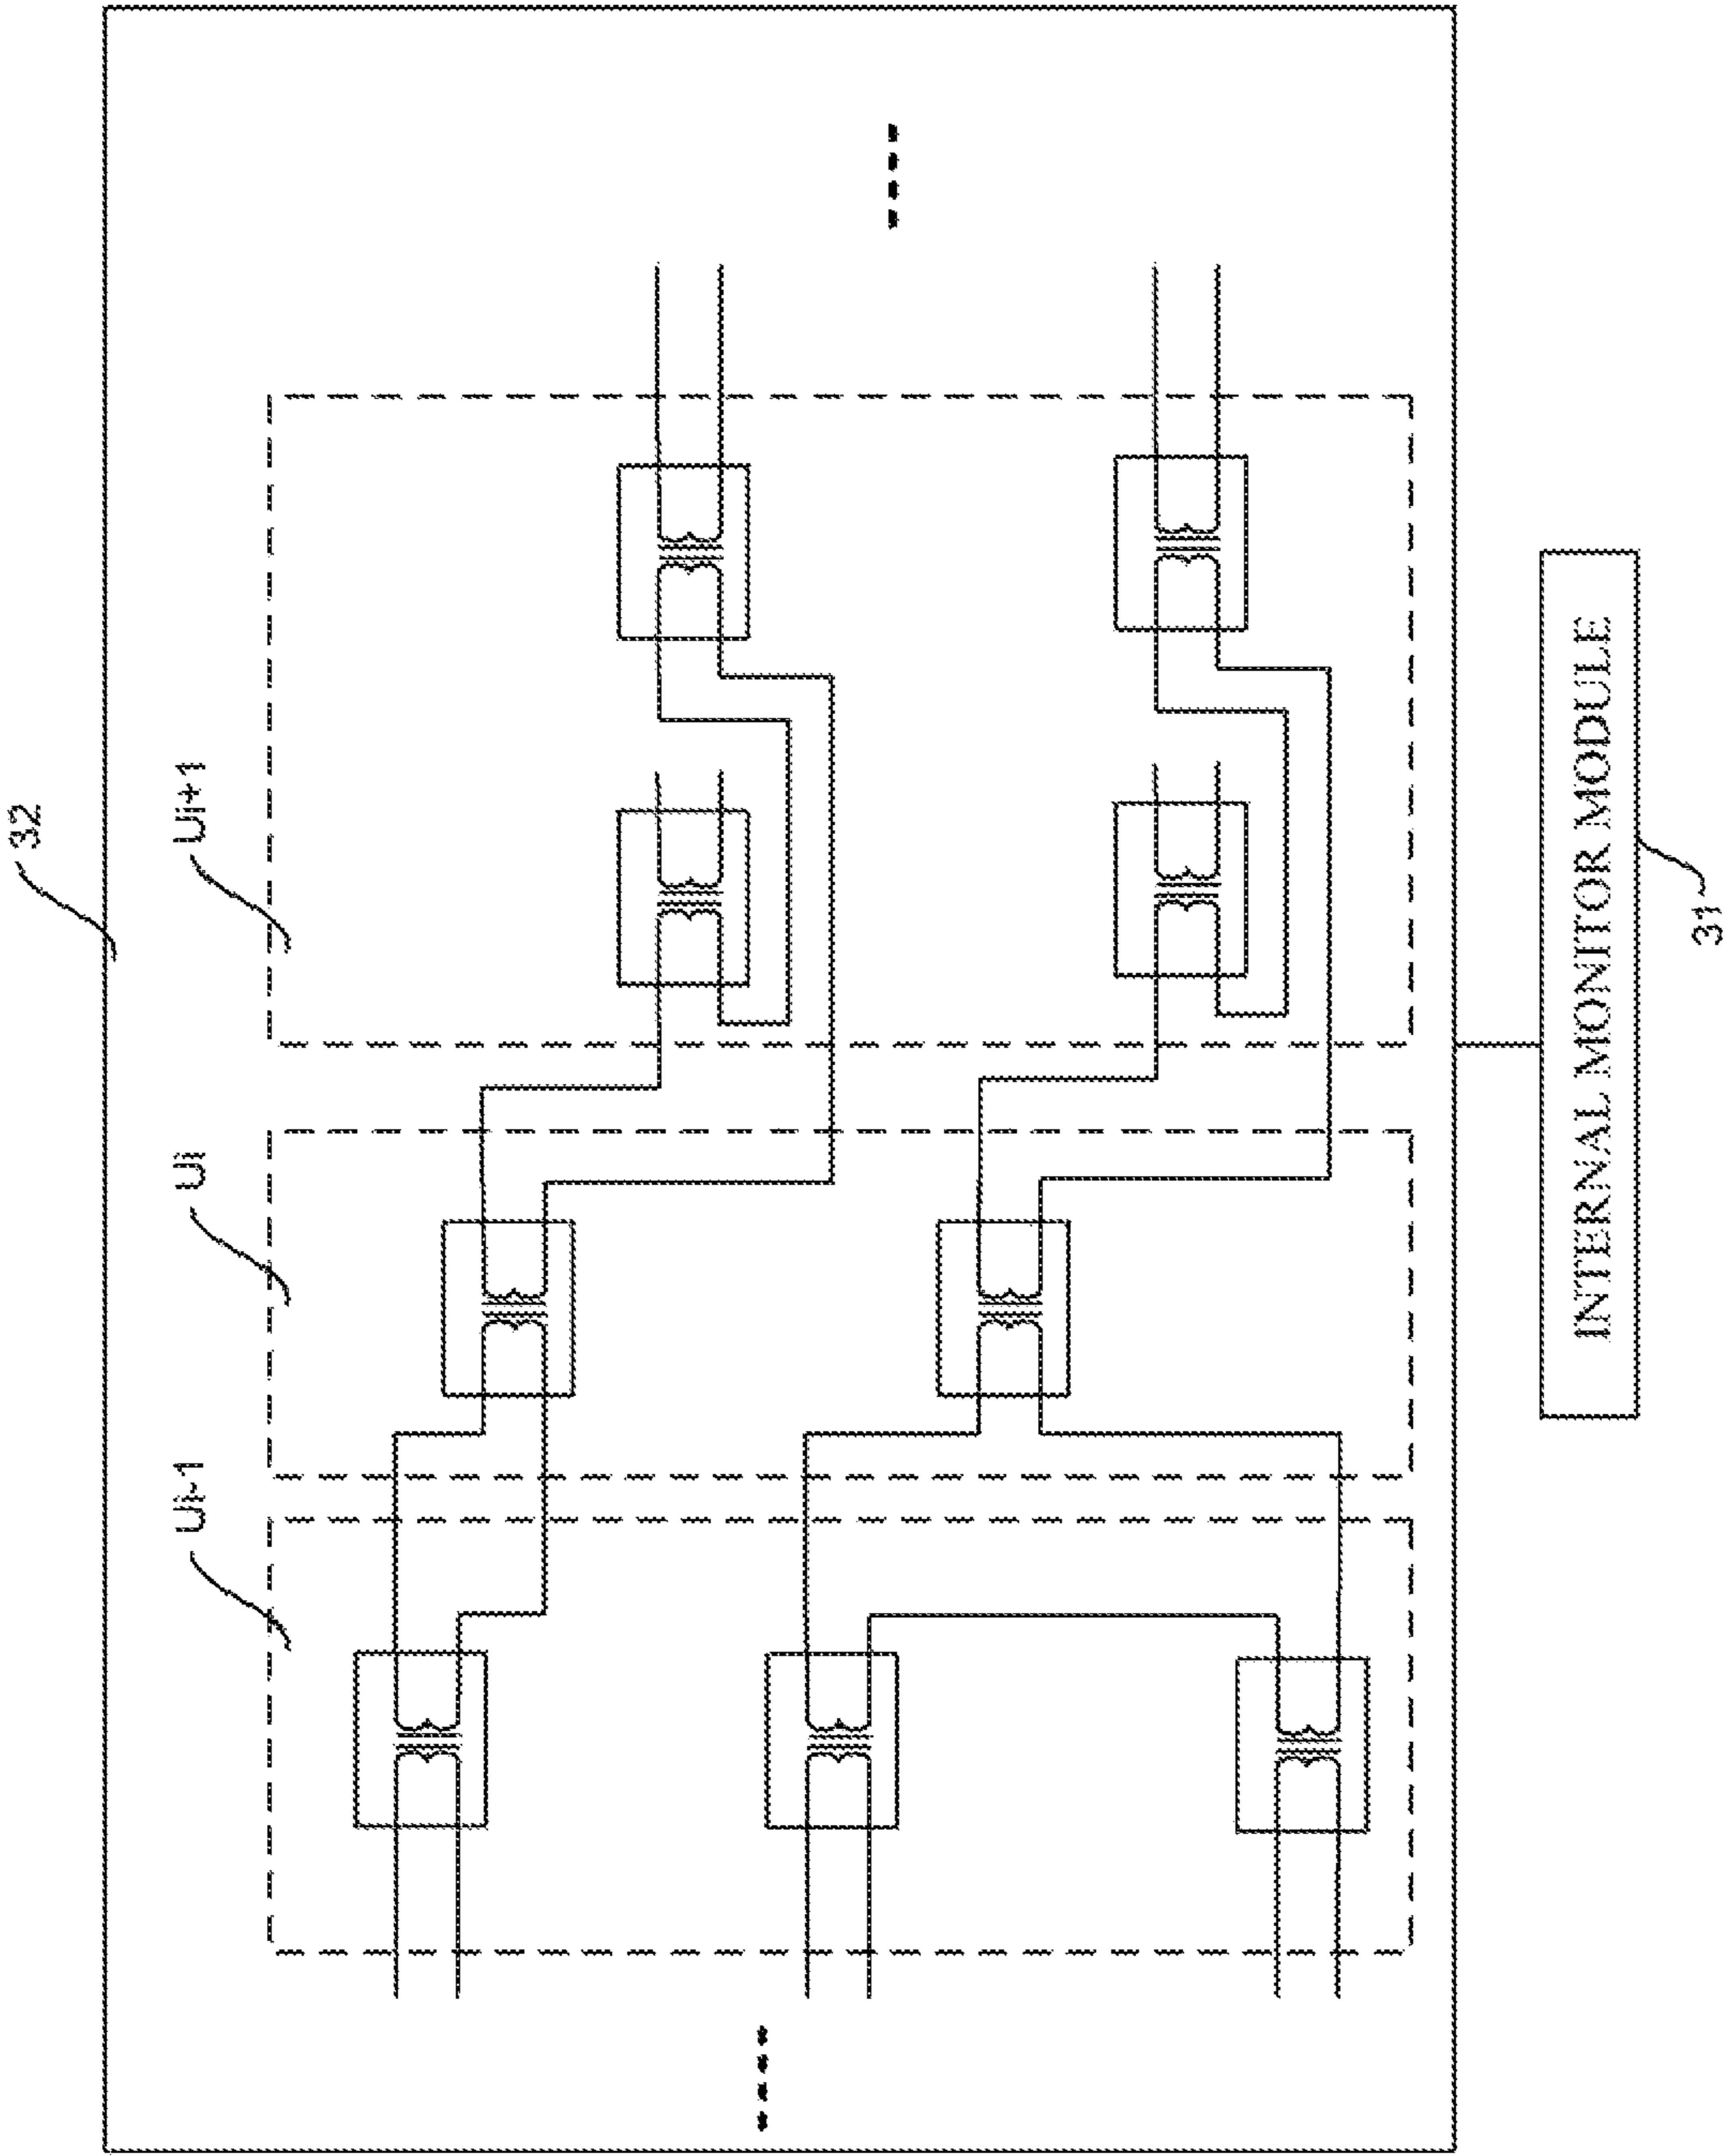 32
Ui-1
Ui
Ui+1
INTERNAL MONITOR MODULE
31